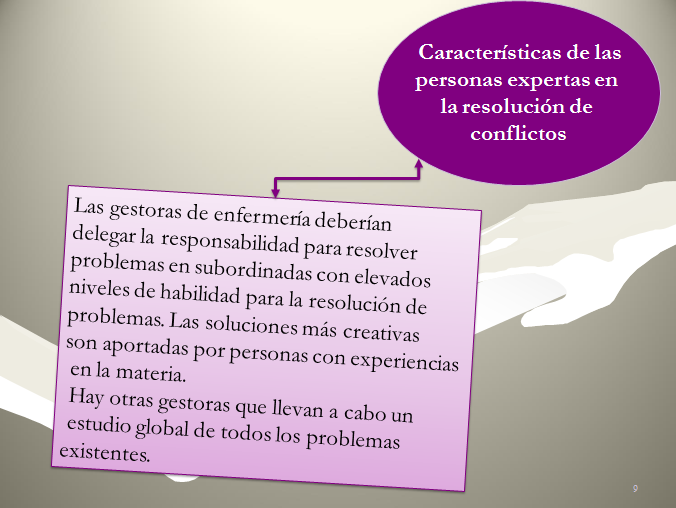 Características de las
personas expertas en
la resolución de
conflictos
Las gestoras de enfermería deberían
delegar la responsabilidad para resolver
problemas en subordinadas con elevados
niveles de habilidad para la resolución de
problemas. Las soluciones más creativas
son aportadas por personas con experiencias
en la materia.
Hay otras gestoras que llevan a cabo un
estudio global de todos los problemas
existentes.
9